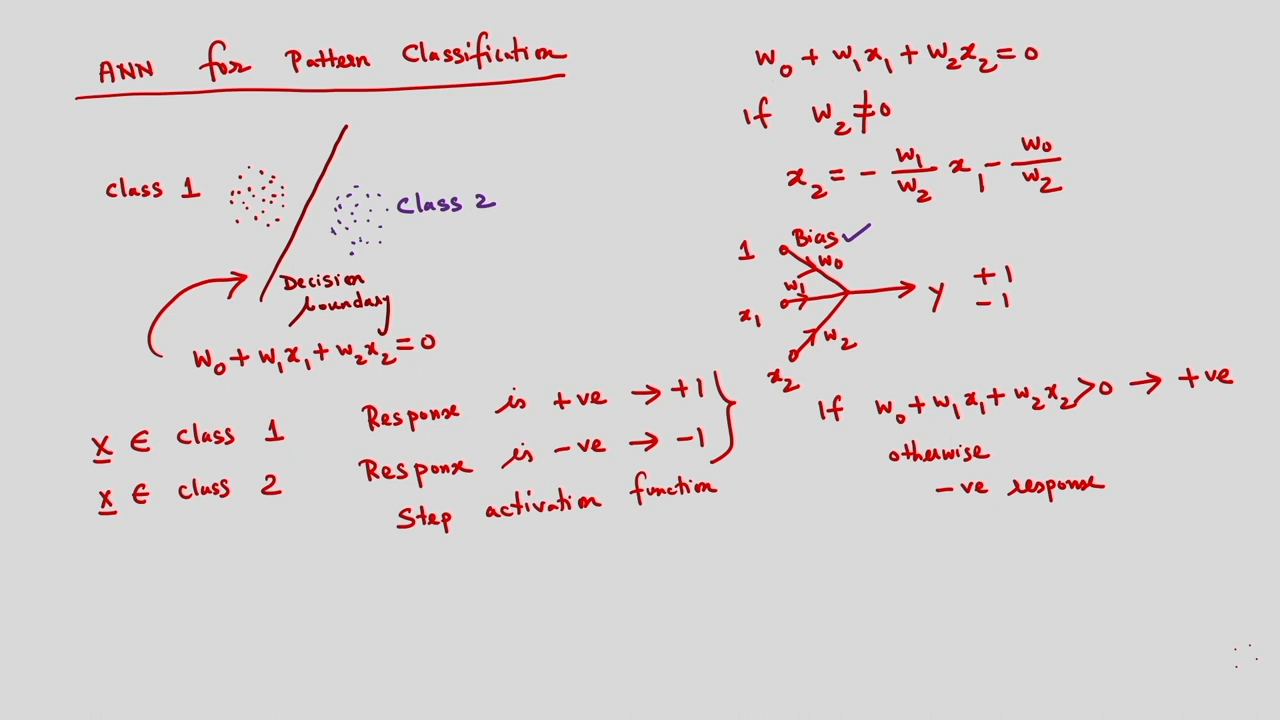 ANN for Pattern Classification
class 1
class 2
Decision
boundary
w₀ + w₁x₁ + w₂x₂ = 0
x ∈ class 1
x ∈ class 2
Response is +ve → +1
Response is -ve → -1
Step activation function
w₀ + w₁x₁ + w₂x₂ = 0
if w₂ ≠ 0
x₂ = - w₁/w₂ x₁ - w₀/w₂
1 Bias ✓
w₀
w₁
x₁
w₂
x₂
y +1
-1
If w₀ + w₁x₁ + w₂x₂ > 0 → +ve
otherwise
-ve response